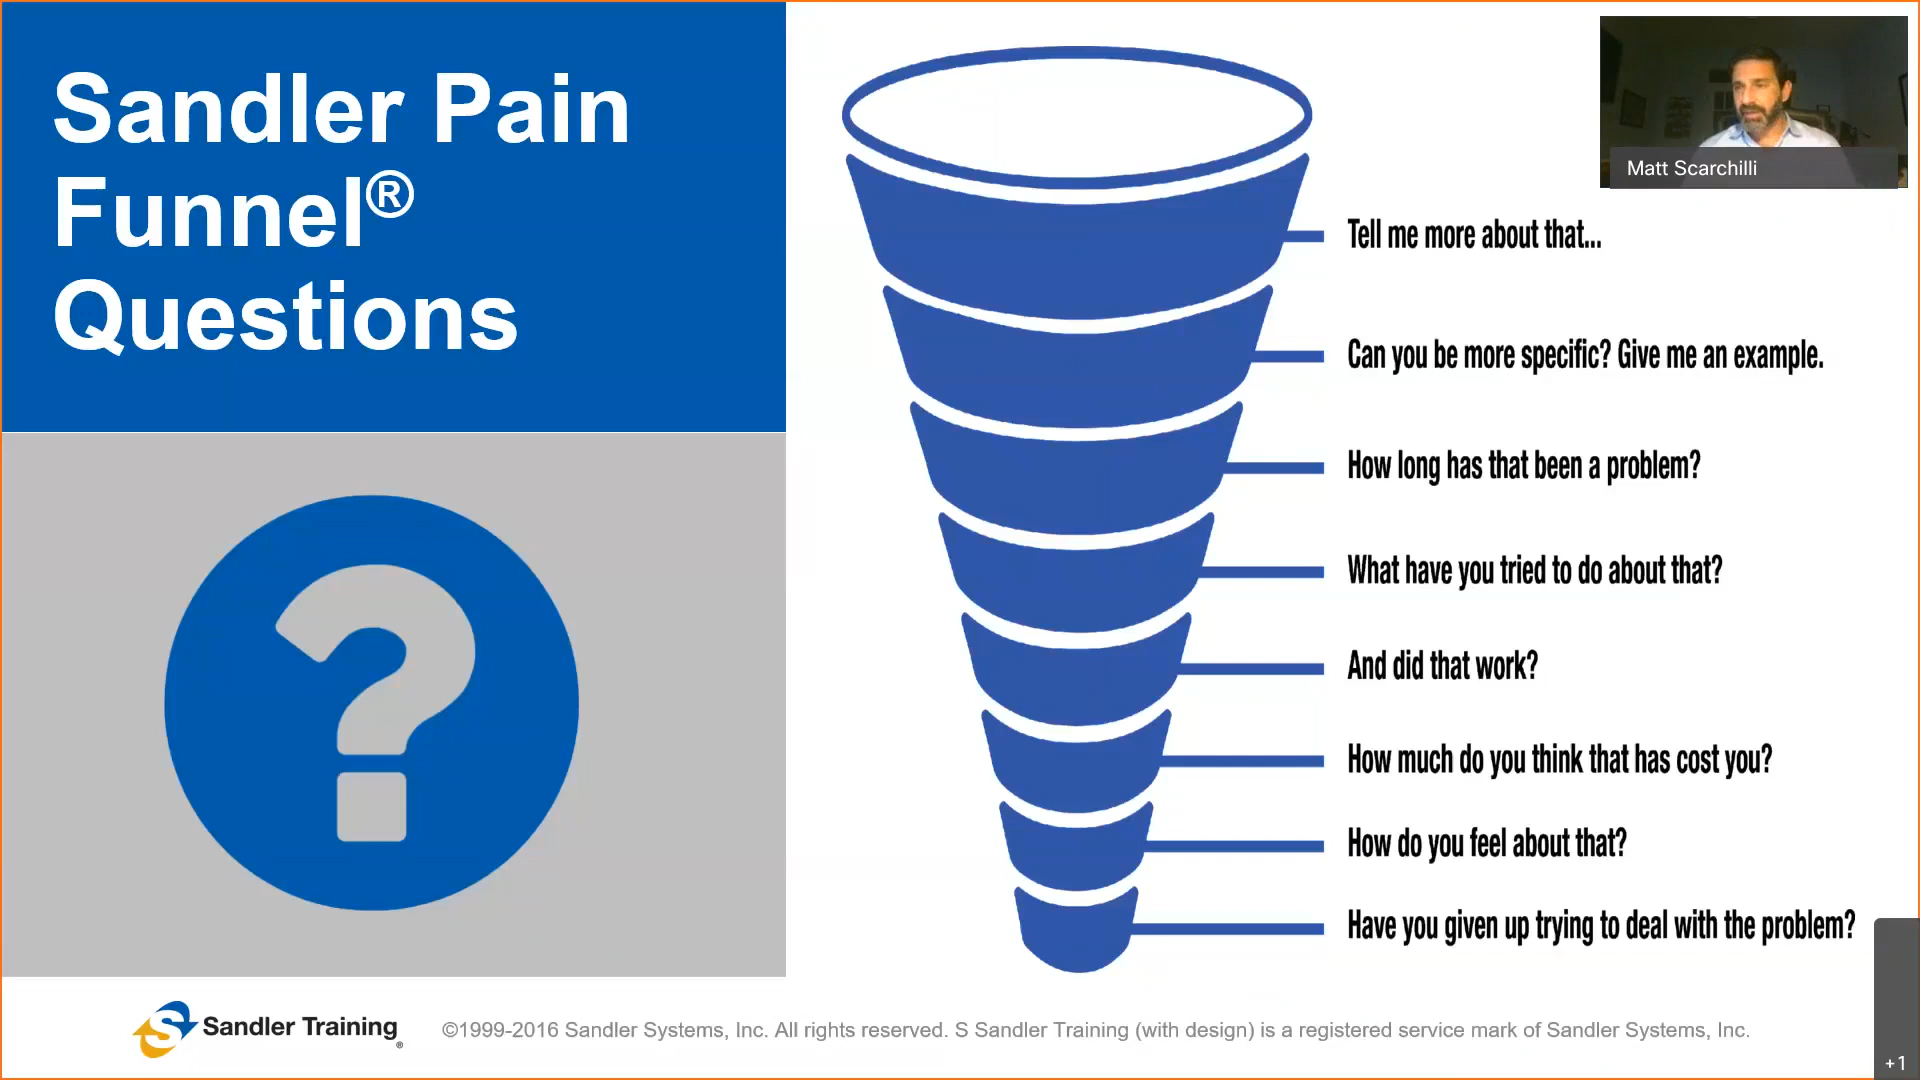 Sandler Pain
Funnel®
Questions
Matt Scarchilli
Tell me more about that...
Can you be more specific? Give me an example.
How long has that been a problem?
What have you tried to do about that?
And did that work?
How much do you think that has cost you?
How do you feel about that?
Have you given up trying to deal with the problem?
S Sandler Training®
©1999-2016 Sandler Systems, Inc. All rights reserved. S Sandler Training (with design) is a registered service mark of Sandler Systems, Inc.
+1